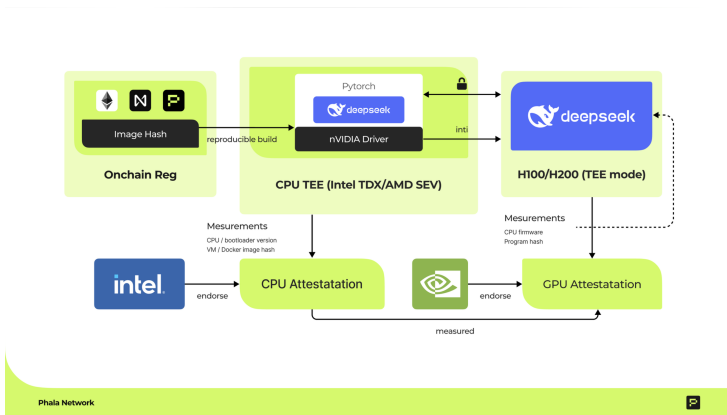 Pytorch
deepseek
nVIDIA Driver
Image Hash
reproducible build
inti
deepseek
Onchain Reg
CPU TEE (Intel TDX/AMD SEV)
H100/H200 (TEE mode)
Mesurements
CPU / bootloader version
VM / Docker image hash
Mesurements
CPU firmware
Program hash
intel.
endorse
CPU Attestatation
endorse
GPU Attestatation
measured
Phala Network